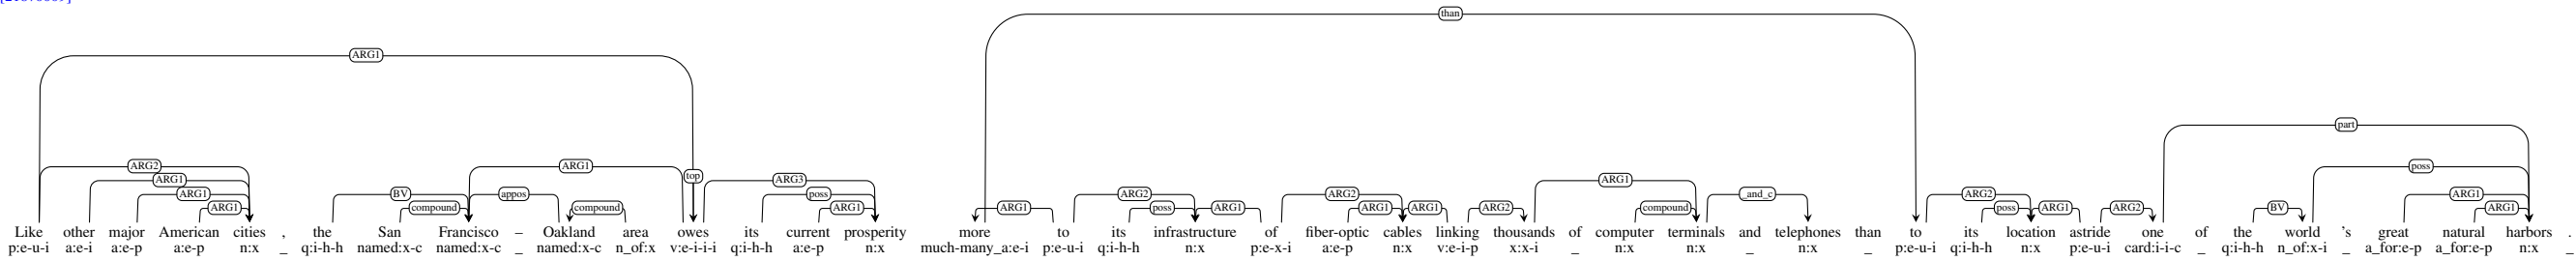 than
ARG1
part
ARG2 ARG1 top poss
ARG1 ARG3 ARG1
ARG1 BV appos poss ARG2 ARG2 _and_c ARG2 ARG1
ARG1 compound compound ARG1 ARG1 poss ARG1 ARG1 ARG1 ARG2 compound poss ARG1 ARG2 BV ARG1
Like other major American cities , the San Francisco – Oakland area owes its current prosperity more to its infrastructure of fiber-optic cables linking thousands of computer terminals and telephones than to its location astride one of the world 's great natural harbors .
p:e-u-i a:e-i a:e-p a:e-p n:x _ q:i-h-h named:x-c named:x-c _ named:x-c n_of:x v:e-i-i-i q:i-h-h a:e-p n:x much-many_a:e-i p:e-u-i q:i-h-h n:x p:e-x-i a:e-p n:x v:e-i-p x:x-i _ n:x n:x _ n:x _ p:e-u-i q:i-h-h n:x p:e-u-i card:i-i-c _ q:i-h-h n_of:x-i _ a_for:e-p a_for:e-p n:x _